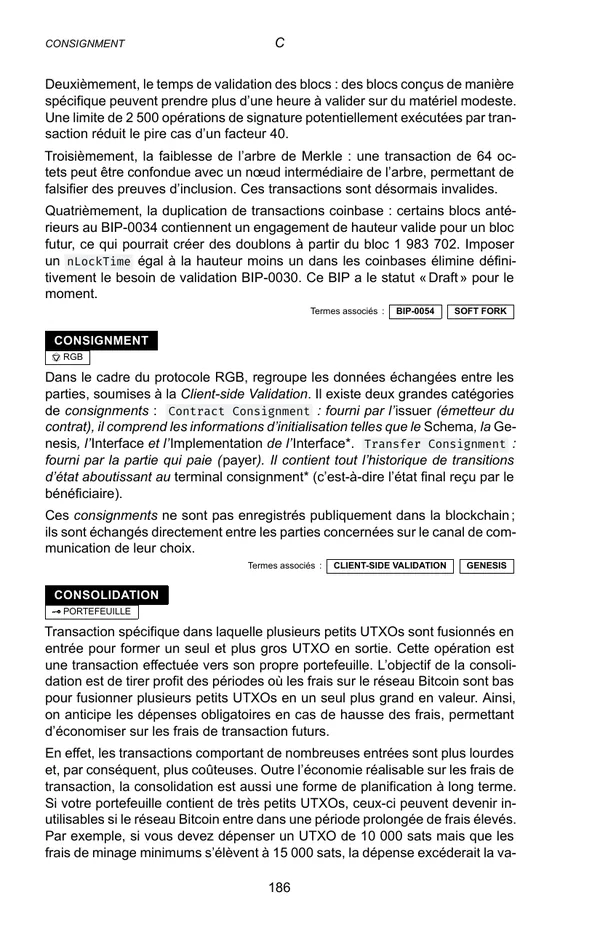 CONSIGNMENT C
Deuxièmement, le temps de validation des blocs : des blocs conçus de manière
spécifique peuvent prendre plus d’une heure à valider sur du matériel modeste.
Une limite de 2 500 opérations de signature potentiellement exécutées par tran-
saction réduit le pire cas d’un facteur 40.
Troisièmement, la faiblesse de l’arbre de Merkle : une transaction de 64 oc-
tets peut être confondue avec un nœud intermédiaire de l’arbre, permettant de
falsifier des preuves d’inclusion. Ces transactions sont désormais invalides.
Quatrièmement, la duplication de transactions coinbase : certains blocs anté-
rieurs au BIP-0034 contiennent un engagement de hauteur valide pour un bloc
futur, ce qui pourrait créer des doublons à partir du bloc 1 983 702. Imposer
un nLockTime égal à la hauteur moins un dans les coinbases élimine défini-
tivement le besoin de validation BIP-0030. Ce BIP a le statut « Draft » pour le
moment.
Termes associés : BIP-0054 SOFT FORK
CONSIGNMENT
RGB
Dans le cadre du protocole RGB, regroupe les données échangées entre les
parties, soumises à la Client-side Validation. Il existe deux grandes catégories
de consignments : Contract Consignment : fourni par l’issuer (émetteur du
contrat), il comprend les informations d’initialisation telles que le Schema, la Ge-
nesis, l’Interface et l’Implementation de l’Interface*. Transfer Consignment :
fourni par la partie qui paie (payer). Il contient tout l’historique de transitions
d’état aboutissant au terminal consignment* (c’est-à-dire l’état final reçu par le
bénéficiaire).
Ces consignments ne sont pas enregistrés publiquement dans la blockchain ;
ils sont échangés directement entre les parties concernées sur le canal de com-
munication de leur choix.
Termes associés : CLIENT-SIDE VALIDATION GENESIS
CONSOLIDATION
PORTEFEUILLE
Transaction spécifique dans laquelle plusieurs petits UTXOs sont fusionnés en
entrée pour former un seul et plus gros UTXO en sortie. Cette opération est
une transaction effectuée vers son propre portefeuille. L’objectif de la consoli-
dation est de tirer profit des périodes où les frais sur le réseau Bitcoin sont bas
pour fusionner plusieurs petits UTXOs en un seul plus grand en valeur. Ainsi,
on anticipe les dépenses obligatoires en cas de hausse des frais, permettant
d’économiser sur les frais de transaction futurs.
En effet, les transactions comportant de nombreuses entrées sont plus lourdes
et, par conséquent, plus coûteuses. Outre l’économie réalisable sur les frais de
transaction, la consolidation est aussi une forme de planification à long terme.
Si votre portefeuille contient de très petits UTXOs, ceux-ci peuvent devenir in-
utilisables si le réseau Bitcoin entre dans une période prolongée de frais élevés.
Par exemple, si vous devez dépenser un UTXO de 10 000 sats mais que les
frais de minage minimums s’élèvent à 15 000 sats, la dépense excéderait la va-
186